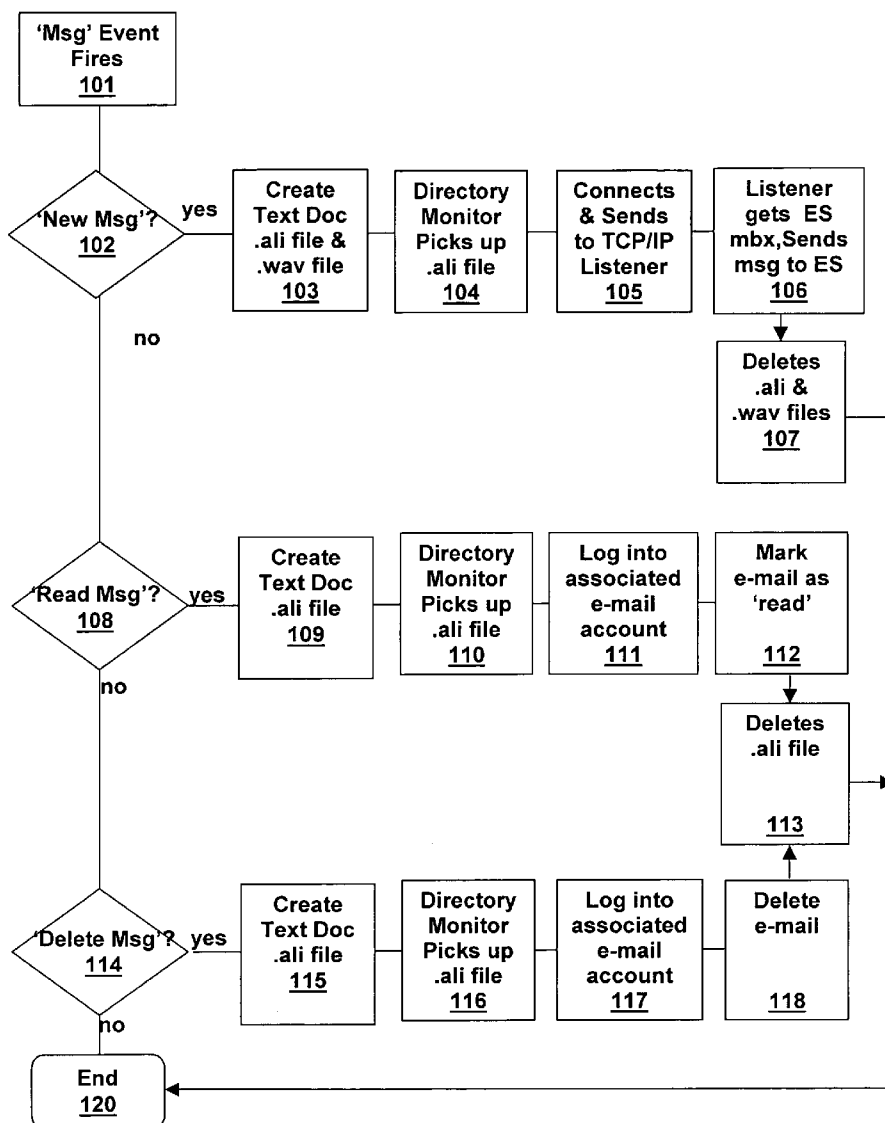 'Msg' Event
Fires
101
'New Msg'?
102
yes
no
Create
Text Doc
.ali file &
.wav file
103
Directory
Monitor
Picks up
.ali file
104
Connects
& Sends
to TCP/IP
Listener
105
Listener
gets ES
mbx,Sends
msg to ES
106
Deletes
.ali &
.wav files
107
'Read Msg'?
108
yes
no
Create
Text Doc
.ali file
109
Directory
Monitor
Picks up
.ali file
110
Log into
associated
e-mail
account
111
Mark
e-mail as
'read'
112
Deletes
.ali file
113
'Delete Msg'?
114
yes
no
Create
Text Doc
.ali file
115
Directory
Monitor
Picks up
.ali file
116
Log into
associated
e-mail
account
117
Delete
e-mail
118
End
120